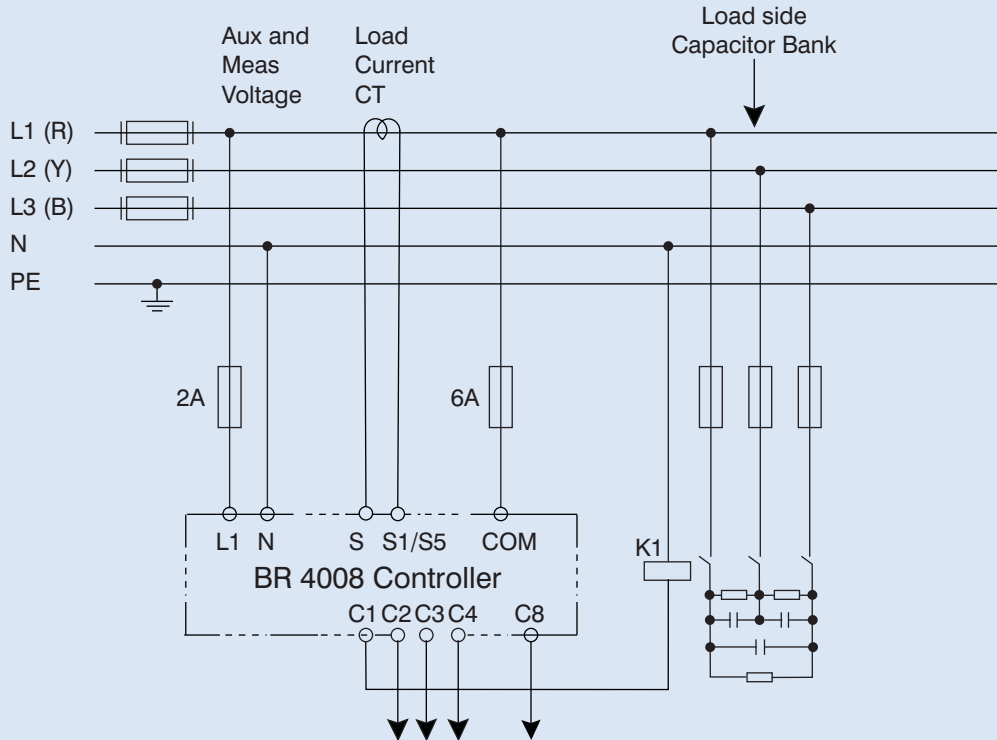 Load side
Capacitor Bank
Aux and
Meas
Voltage
Load
Current
CT
L1 (R)
L2 (Y)
L3 (B)
N
PE
2A
6A
L1 N S S1/S5 COM
K1
BR 4008 Controller
C1 C2 C3 C4 C8